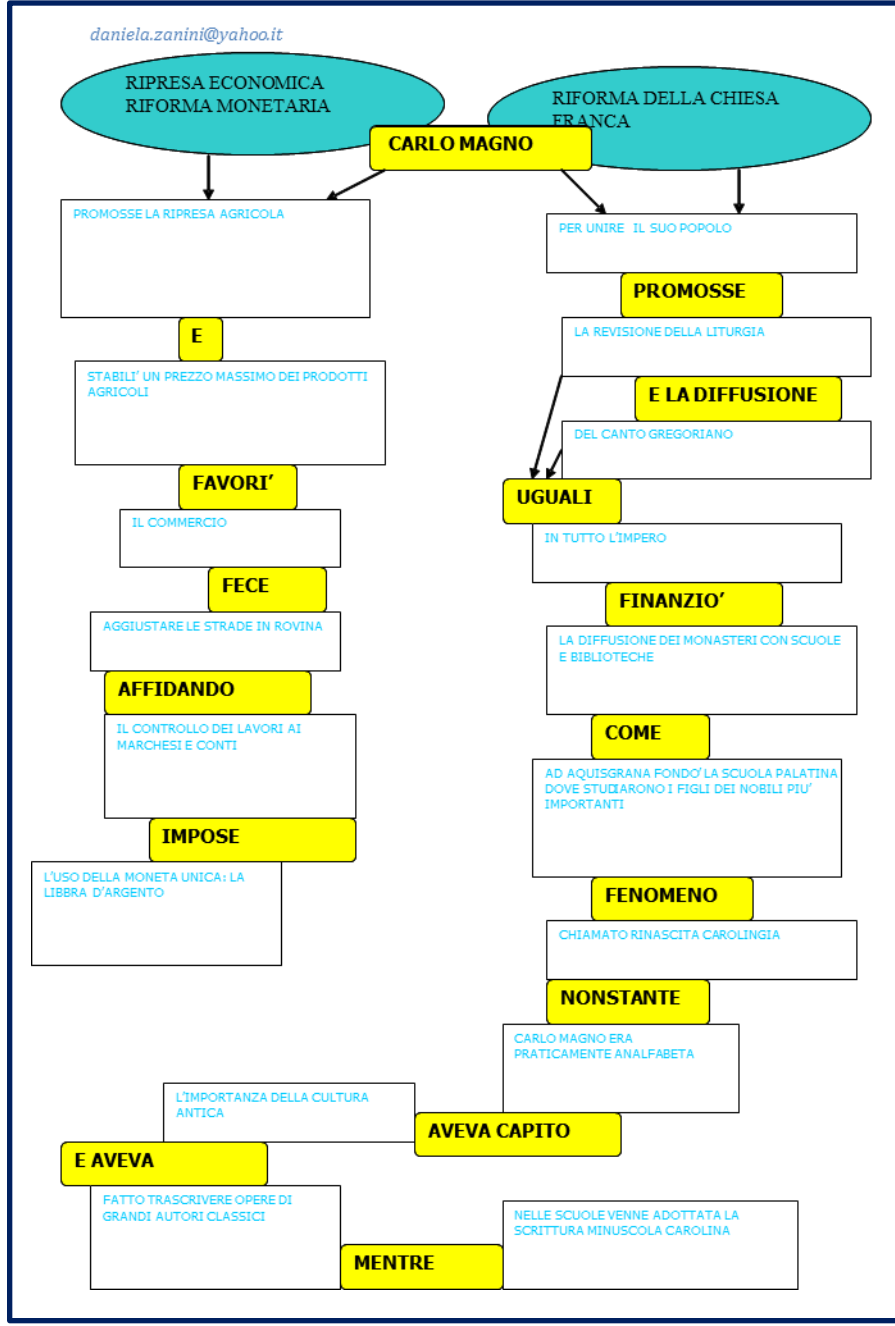 daniela.zanini@yahoo.it
RIPRESA ECONOMICA
RIFORMA MONETARIA
RIFORMA DELLA CHIESA
FRANCA
CARLO MAGNO
PROMOSSE LA RIPRESA AGRICOLA
E
STABILI’ UN PREZZO MASSIMO DEI PRODOTTI
AGRICOLI
FAVORI’
IL COMMERCIO
FECE
AGGIUSTARE LE STRADE IN ROVINA
AFFIDANDO
IL CONTROLLO DEI LAVORI AI
MARCHESI E CONTI
IMPOSE
L’USO DELLA MONETA UNICA: LA
LIBBRA D’ARGENTO
PER UNIRE IL SUO POPOLO
PROMOSSE
LA REVISIONE DELLA LITURGIA
E LA DIFFUSIONE
DEL CANTO GREGORIANO
UGUALI
IN TUTTO L’IMPERO
FINANZIO’
LA DIFFUSIONE DEI MONASTERI CON SCUOLE
E BIBLIOTECHE
COME
AD AQUISGRANA FONDO’ LA SCUOLA PALATINA
DOVE STUDIARONO I FIGLI DEI NOBILI PIU’
IMPORTANTI
FENOMENO
CHIAMATO RINASCITA CAROLINGIA
NONSTANTE
CARLO MAGNO ERA
PRATICAMENTE ANALFABETA
AVEVA CAPITO
L’IMPORTANZA DELLA CULTURA
ANTICA
E AVEVA
FATTO TRASCRIVERE OPERE DI
GRANDI AUTORI CLASSICI
MENTRE
NELLE SCUOLE VENNE ADOTTATA LA
SCRITTURA MINUSCOLA CAROLINA